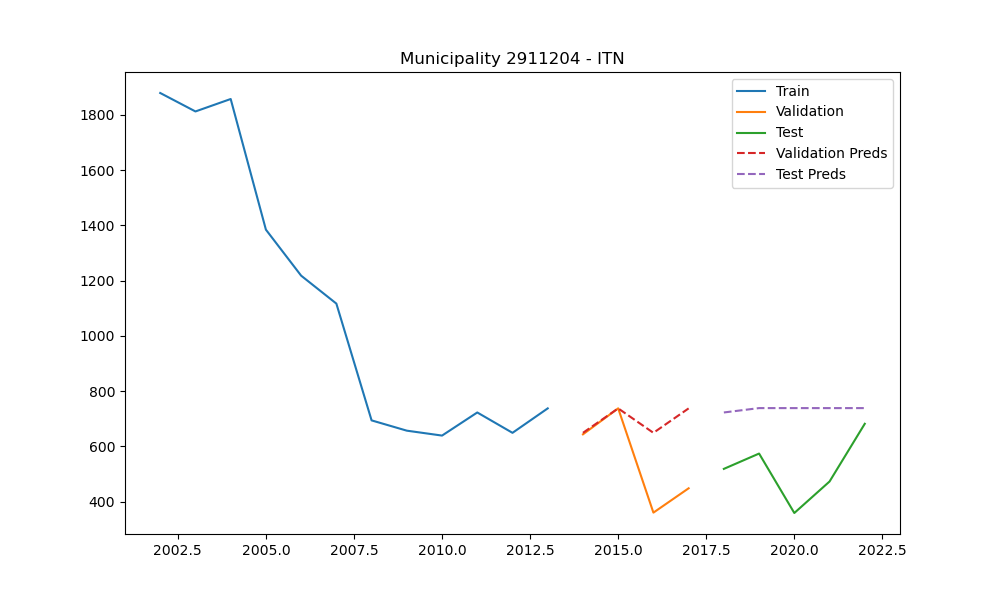 Municipality 2911204 - ITN
Train
Validation
Test
Validation Preds
Test Preds
1800
1600
1400
1200
1000
800
600
400
2002.5 2005.0 2007.5 2010.0 2012.5 2015.0 2017.5 2020.0 2022.5